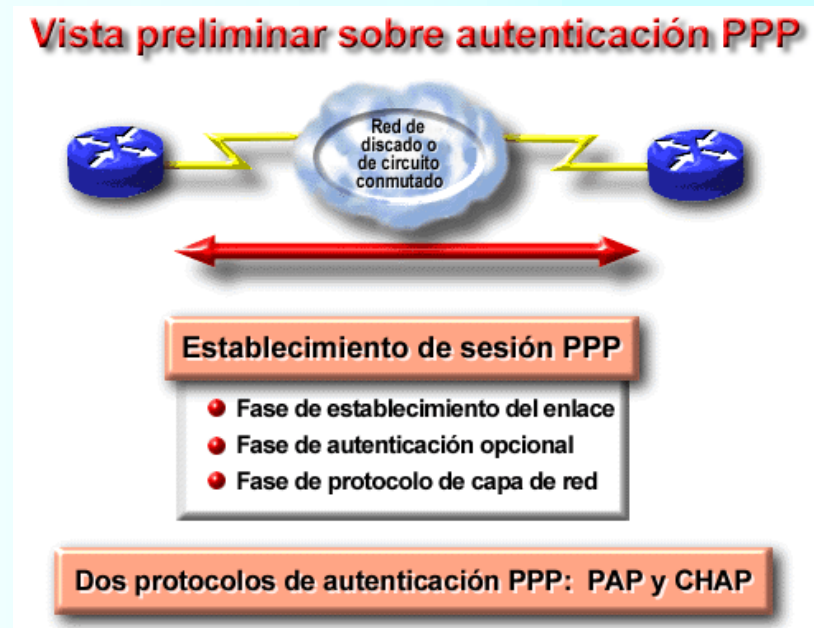 Vista preliminar sobre autenticación PPP
Red de
discado o
de circuito
conmutado
Establecimiento de sesión PPP
Fase de establecimiento del enlace
Fase de autenticación opcional
Fase de protocolo de capa de red
Dos protocolos de autenticación PPP: PAP y CHAP